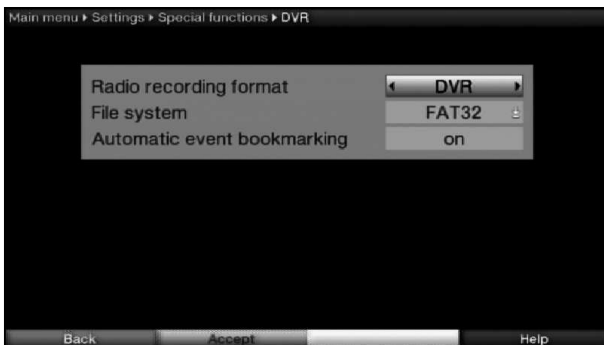 Main menu ▸ Settings ▸ Special functions ▸ DVR
Radio recording format DVR
File system FAT32
Automatic event bookmarking on
Back Accept Help